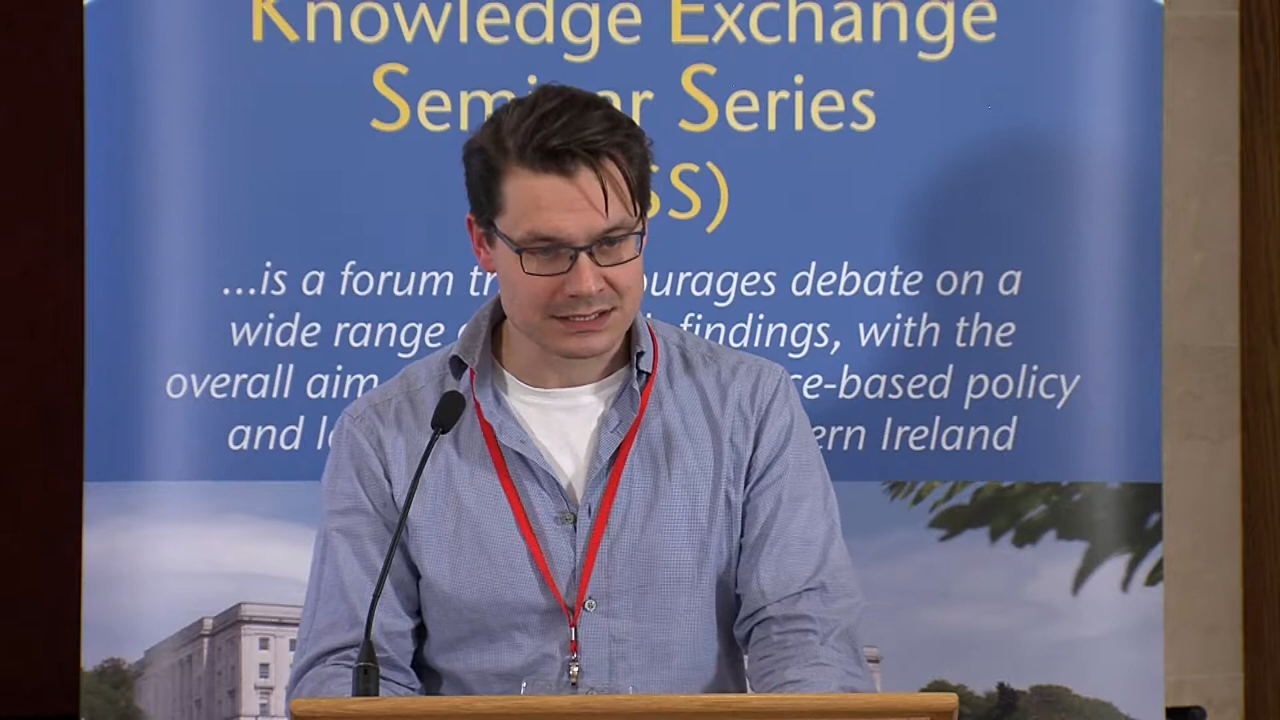 Knowledge Exchange
Seminar Series
SS)
...is a forum ourages debate on a
wide range findings, with the
overall aim ce-based policy
and ern Ireland